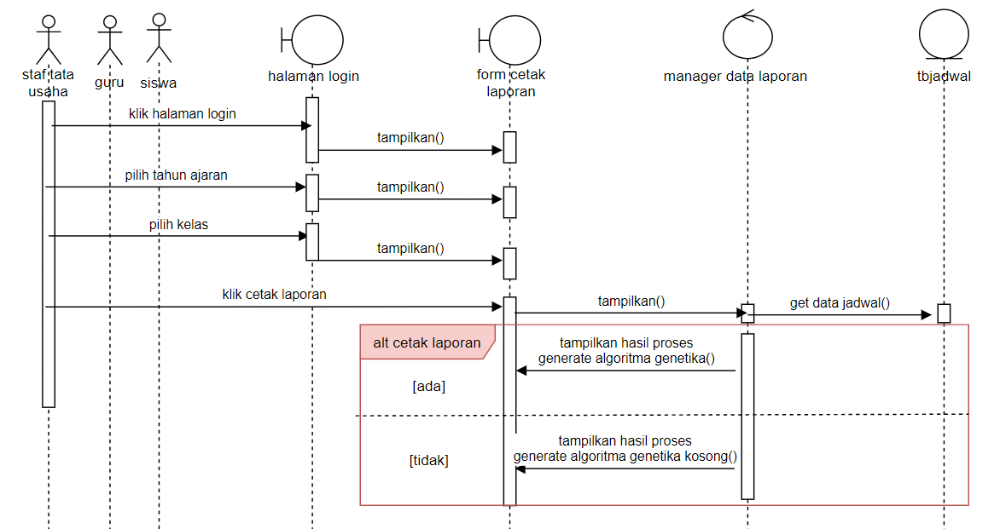 staf tata
usaha
guru
siswa
halaman login
form cetak
laporan
manager data laporan
tbjadwal
klik halaman login
tampilkan()
pilih tahun ajaran
tampilkan()
pilih kelas
tampilkan()
klik cetak laporan
tampilkan()
get data jadwal()
alt cetak laporan
tampilkan hasil proses
generate algoritma genetika()
[ada]
tampilkan hasil proses
generate algoritma genetika kosong()
[tidak]